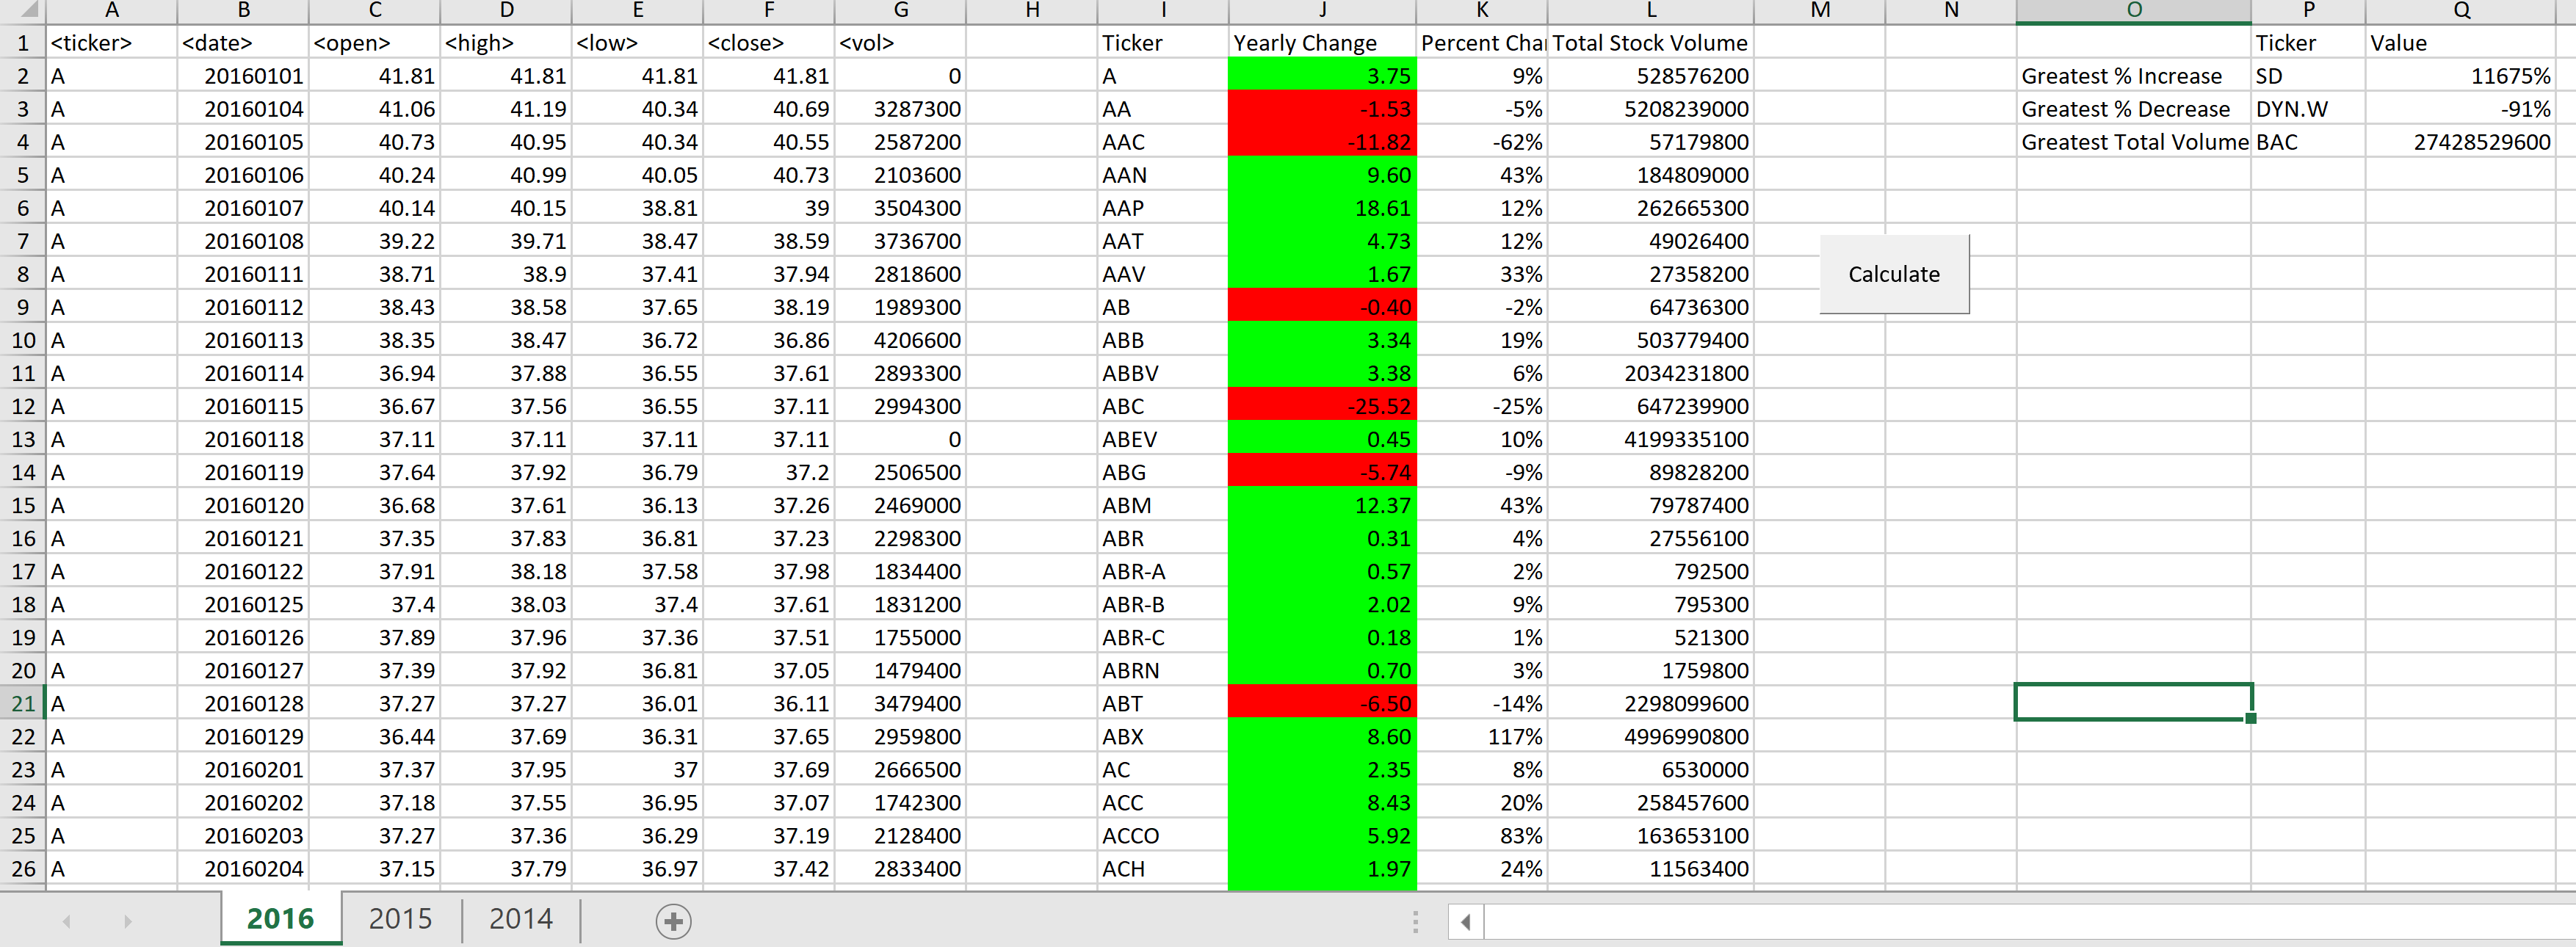 A B C D E F G H I J K L M N O P Q
1 <ticker> <date> <open> <high> <low> <close> <vol> Ticker Yearly Change Percent Cha Total Stock Volume Ticker Value
2 A 20160101 41.81 41.81 41.81 41.81 0 A 3.75 9% 528576200 Greatest % Increase SD 11675%
3 A 20160104 41.06 41.19 40.34 40.69 3287300 AA -1.53 -5% 5208239000 Greatest % Decrease DYN.W -91%
4 A 20160105 40.73 40.95 40.34 40.55 2587200 AAC -11.82 -62% 57179800 Greatest Total Volume BAC 27428529600
5 A 20160106 40.24 40.99 40.05 40.73 2103600 AAN 9.60 43% 184809000
6 A 20160107 40.14 40.15 38.81 39 3504300 AAP 18.61 12% 262665300
7 A 20160108 39.22 39.71 38.47 38.59 3736700 AAT 4.73 12% 49026400
8 A 20160111 38.71 38.9 37.41 37.94 2818600 AAV 1.67 33% 27358200 Calculate
9 A 20160112 38.43 38.58 37.65 38.19 1989300 AB -0.40 -2% 64736300
10 A 20160113 38.35 38.47 36.72 36.86 4206600 ABB 3.34 19% 503779400
11 A 20160114 36.94 37.88 36.55 37.61 2893300 ABBV 3.38 6% 2034231800
12 A 20160115 36.67 37.56 36.55 37.11 2994300 ABC -25.52 -25% 647239900
13 A 20160118 37.11 37.11 37.11 37.11 0 ABEV 0.45 10% 4199335100
14 A 20160119 37.64 37.92 36.79 37.2 2506500 ABG -5.74 -9% 89828200
15 A 20160120 36.68 37.61 36.13 37.26 2469000 ABM 12.37 43% 79787400
16 A 20160121 37.35 37.83 36.81 37.23 2298300 ABR 0.31 4% 27556100
17 A 20160122 37.91 38.18 37.58 37.98 1834400 ABR-A 0.57 2% 792500
18 A 20160125 37.4 38.03 37.4 37.61 1831200 ABR-B 2.02 9% 795300
19 A 20160126 37.89 37.96 37.36 37.51 1755000 ABR-C 0.18 1% 521300
20 A 20160127 37.39 37.92 36.81 37.05 1479400 ABRN 0.70 3% 1759800
21 A 20160128 37.27 37.27 36.01 36.11 3479400 ABT -6.50 -14% 2298099600
22 A 20160129 36.44 37.69 36.31 37.65 2959800 ABX 8.60 117% 4996990800
23 A 20160201 37.37 37.95 37 37.69 2666500 AC 2.35 8% 6530000
24 A 20160202 37.18 37.55 36.95 37.07 1742300 ACC 8.43 20% 258457600
25 A 20160203 37.27 37.36 36.29 37.19 2128400 ACCO 5.92 83% 163653100
26 A 20160204 37.15 37.79 36.97 37.42 2833400 ACH 1.97 24% 11563400
2016 2015 2014